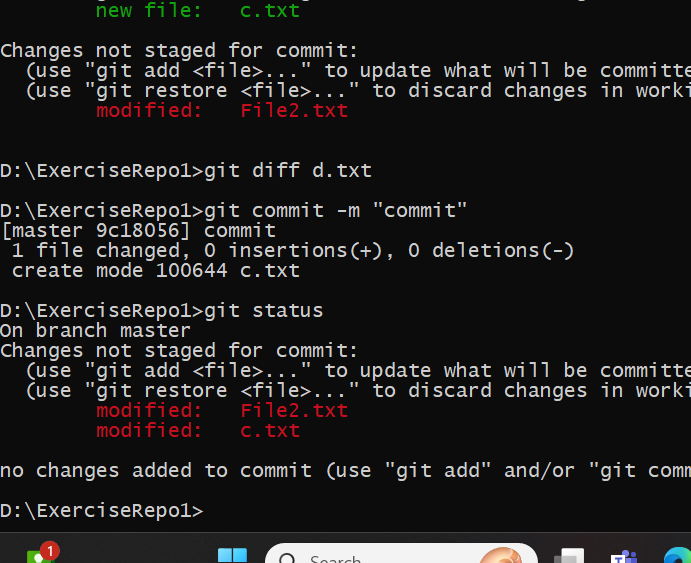 new file:   c.txt
Changes not staged for commit:
  (use "git add <file>..." to update what will be committe
  (use "git restore <file>..." to discard changes in worki
        modified:   File2.txt
D:\ExerciseRepo1>git diff d.txt
D:\ExerciseRepo1>git commit -m "commit"
[master 9c18056] commit
 1 file changed, 0 insertions(+), 0 deletions(-)
 create mode 100644 c.txt
D:\ExerciseRepo1>git status
On branch master
Changes not staged for commit:
  (use "git add <file>..." to update what will be committe
  (use "git restore <file>..." to discard changes in worki
        modified:   File2.txt
        modified:   c.txt
no changes added to commit (use "git add" and/or "git comm
D:\ExerciseRepo1>
1
Search